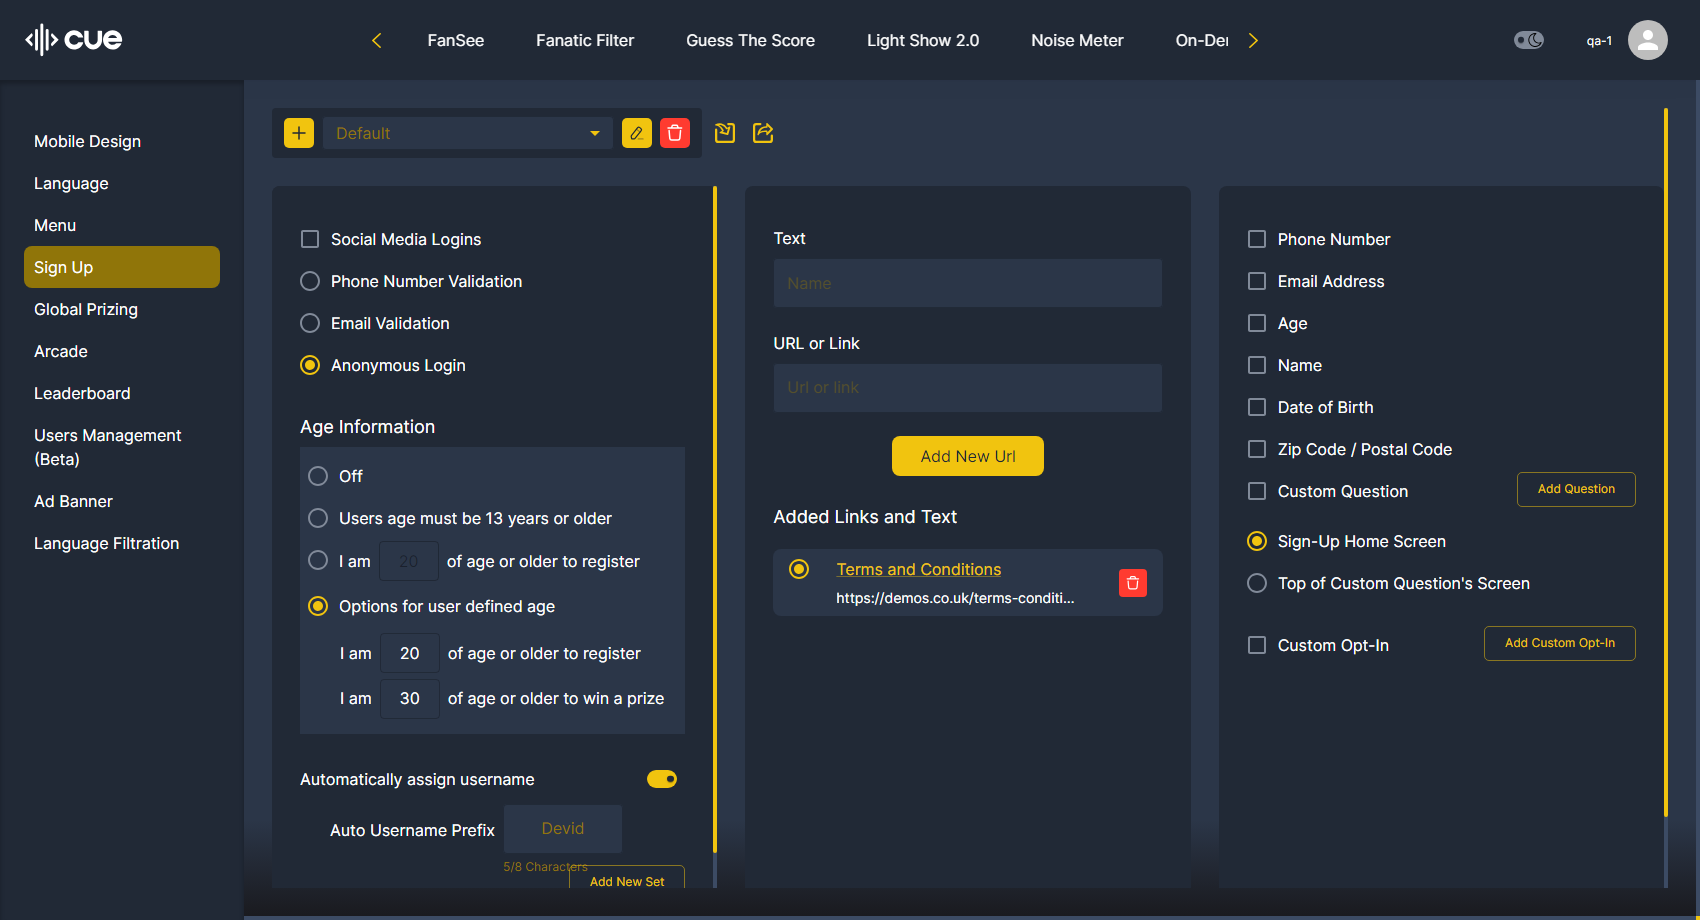 cue
FanSee Fanatic Filter Guess The Score Light Show 2.0 Noise Meter On-De
qa-1
Mobile Design
Language
Menu
Sign Up
Global Prizing
Arcade
Leaderboard
Users Management
(Beta)
Ad Banner
Language Filtration
Default
Social Media Logins
Phone Number Validation
Email Validation
Anonymous Login
Age Information
Off
Users age must be 13 years or older
I am 20 of age or older to register
Options for user defined age
I am 20 of age or older to register
I am 30 of age or older to win a prize
Automatically assign username
Auto Username Prefix Devid
5/8 Characters
Add New Set
Text
Name
URL or Link
Url or link
Add New Url
Added Links and Text
Terms and Conditions
https://demos.co.uk/terms-conditi...
Phone Number
Email Address
Age
Name
Date of Birth
Zip Code / Postal Code
Custom Question Add Question
Sign-Up Home Screen
Top of Custom Question's Screen
Custom Opt-In Add Custom Opt-In